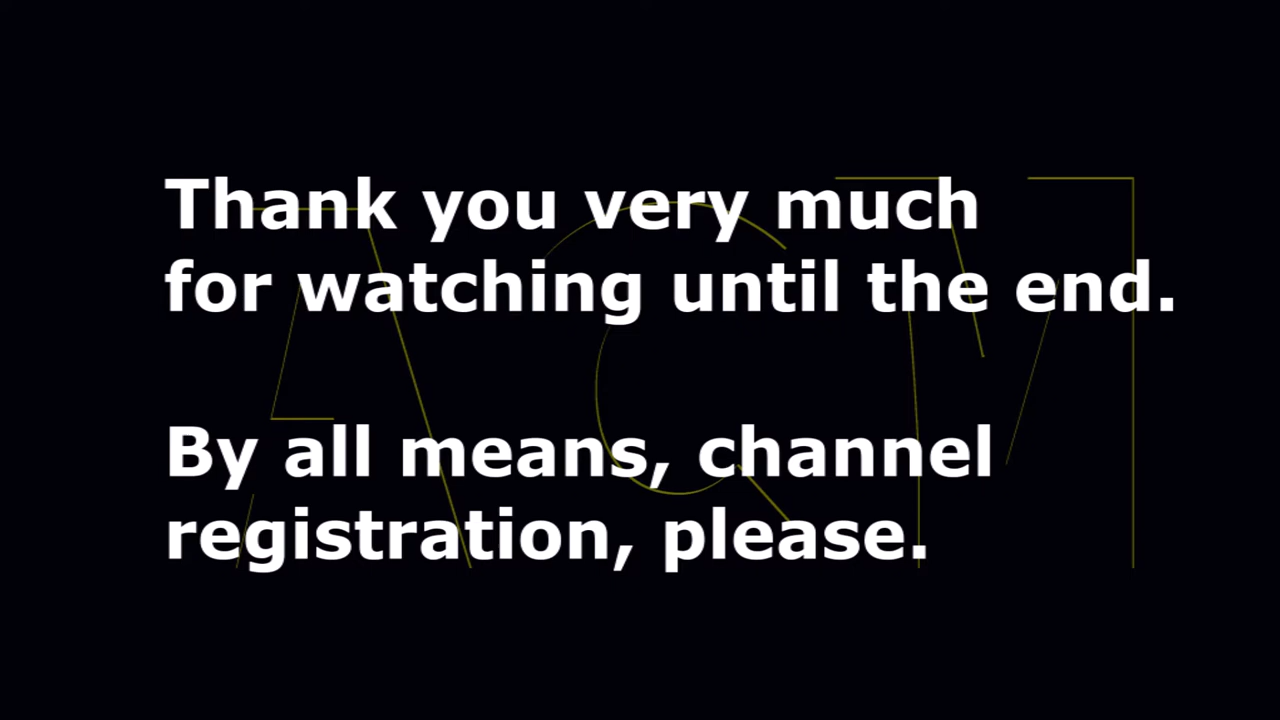 Thank you very much
for watching until the end.
By all means, channel
registration, please.